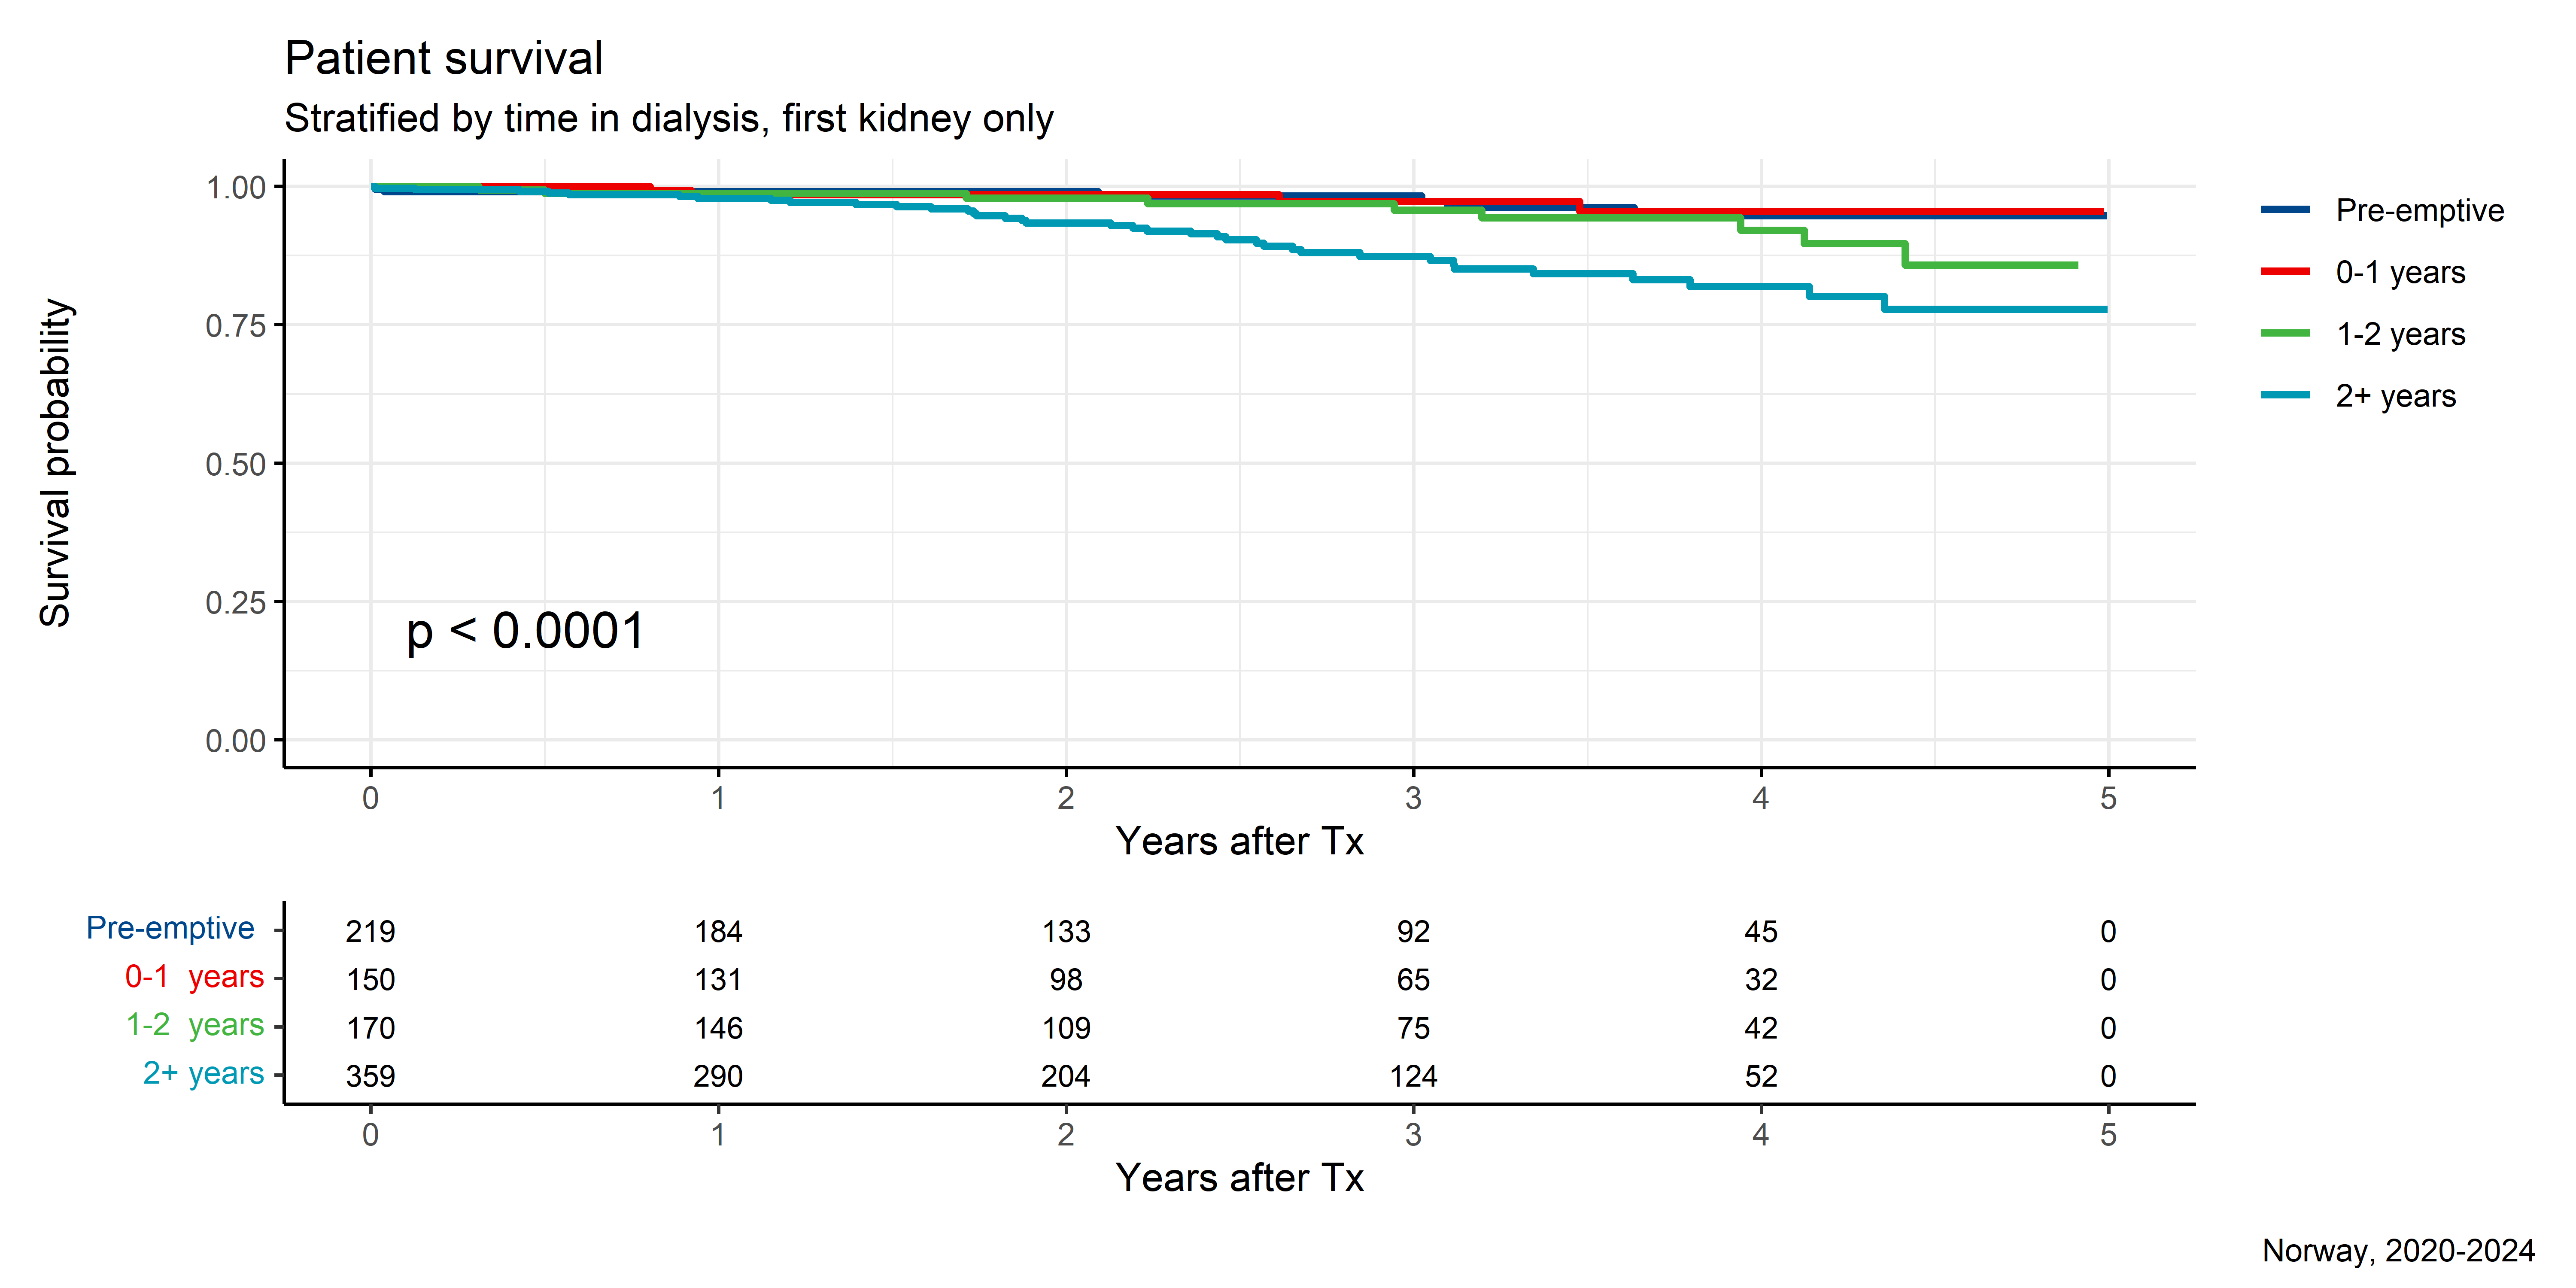 Patient survival
Stratified by time in dialysis, first kidney only
Survival probability
1.00
0.75
0.50
0.25
0.00
p < 0.0001
0 1 2 3 4 5
Years after Tx
Pre-emptive
0-1 years
1-2 years
2+ years
Pre-emptive 219 184 133 92 45 0
0-1 years 150 131 98 65 32 0
1-2 years 170 146 109 75 42 0
2+ years 359 290 204 124 52 0
0 1 2 3 4 5
Years after Tx
Norway, 2020-2024